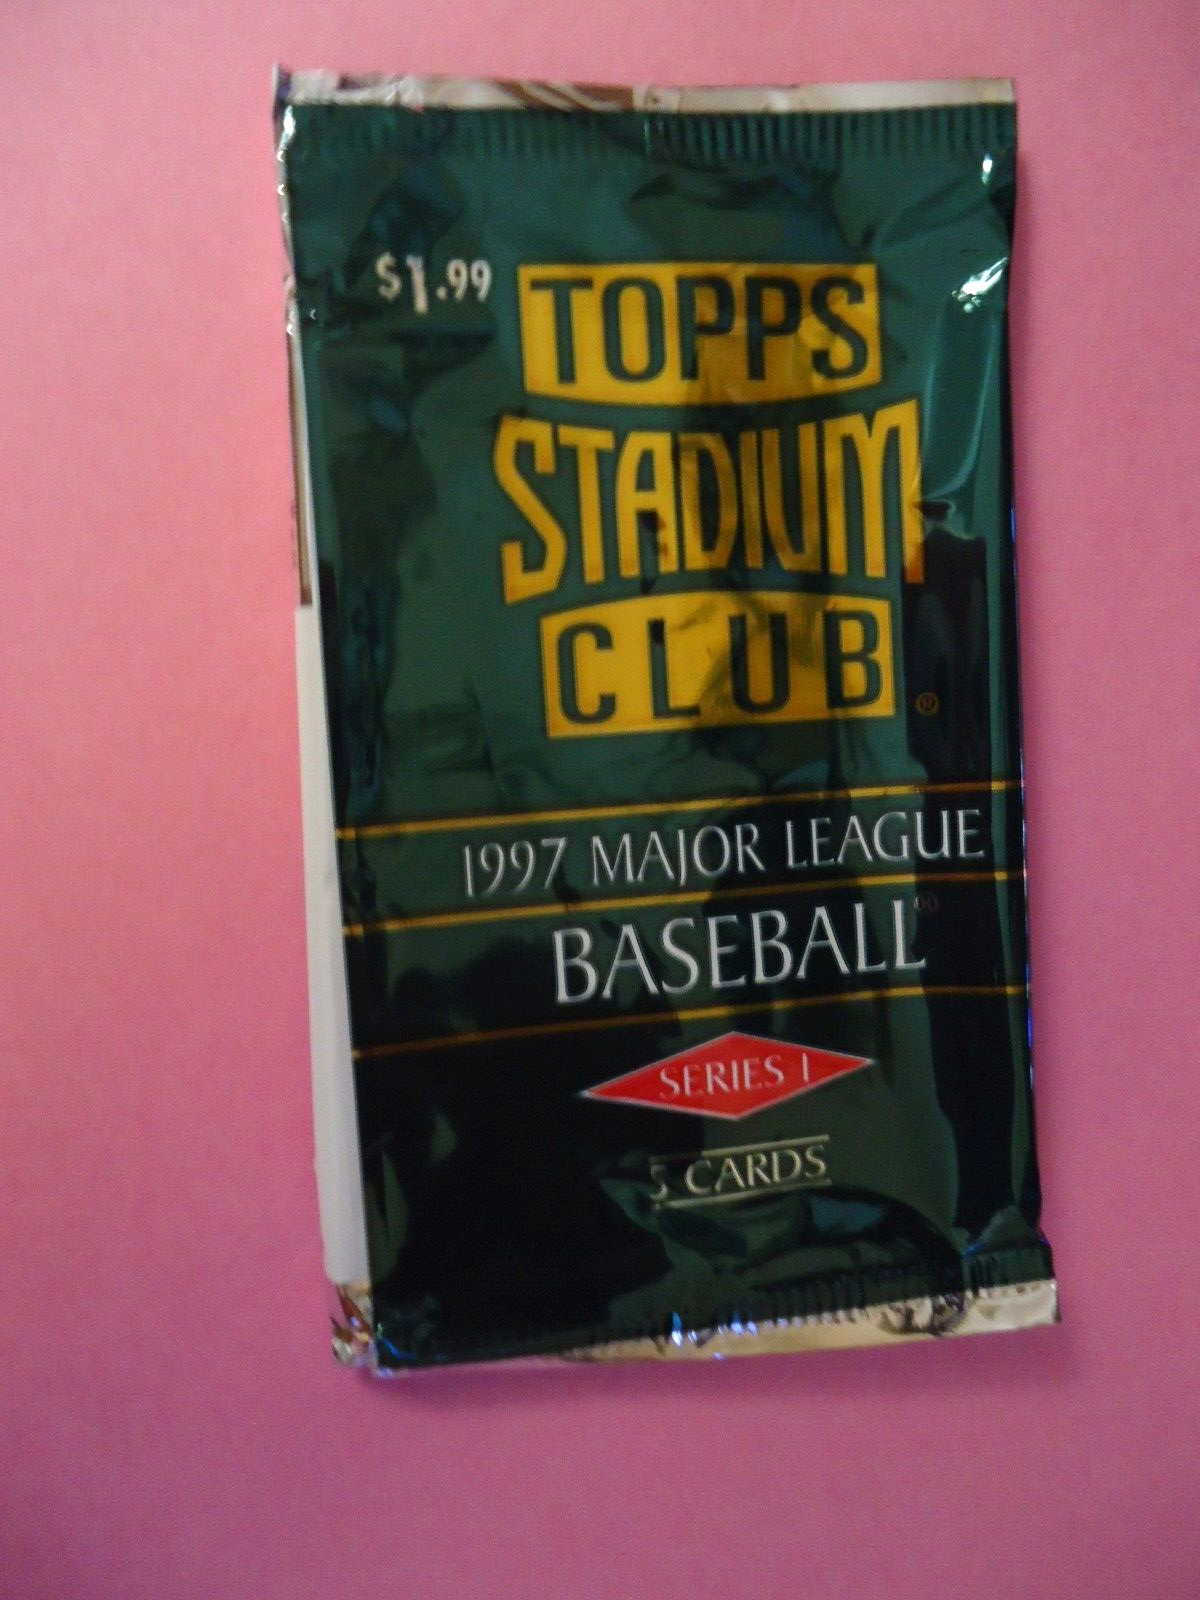 $1.99
TOPPS
STADIUM
CLUB®
1997 MAJOR LEAGUE
BASEBALL®
SERIES 1
5 CARDS